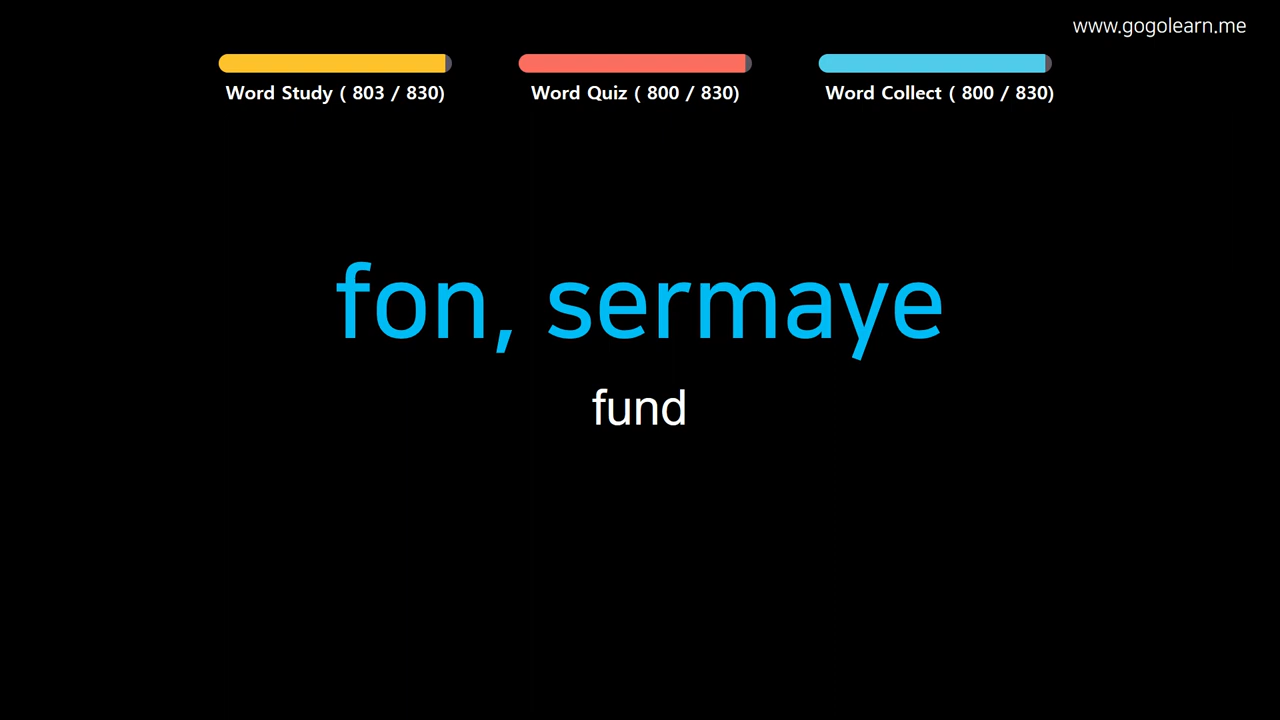 www.gogolearn.me
Word Study ( 803 / 830)
Word Quiz ( 800 / 830)
Word Collect ( 800 / 830)
fon, sermaye
fund